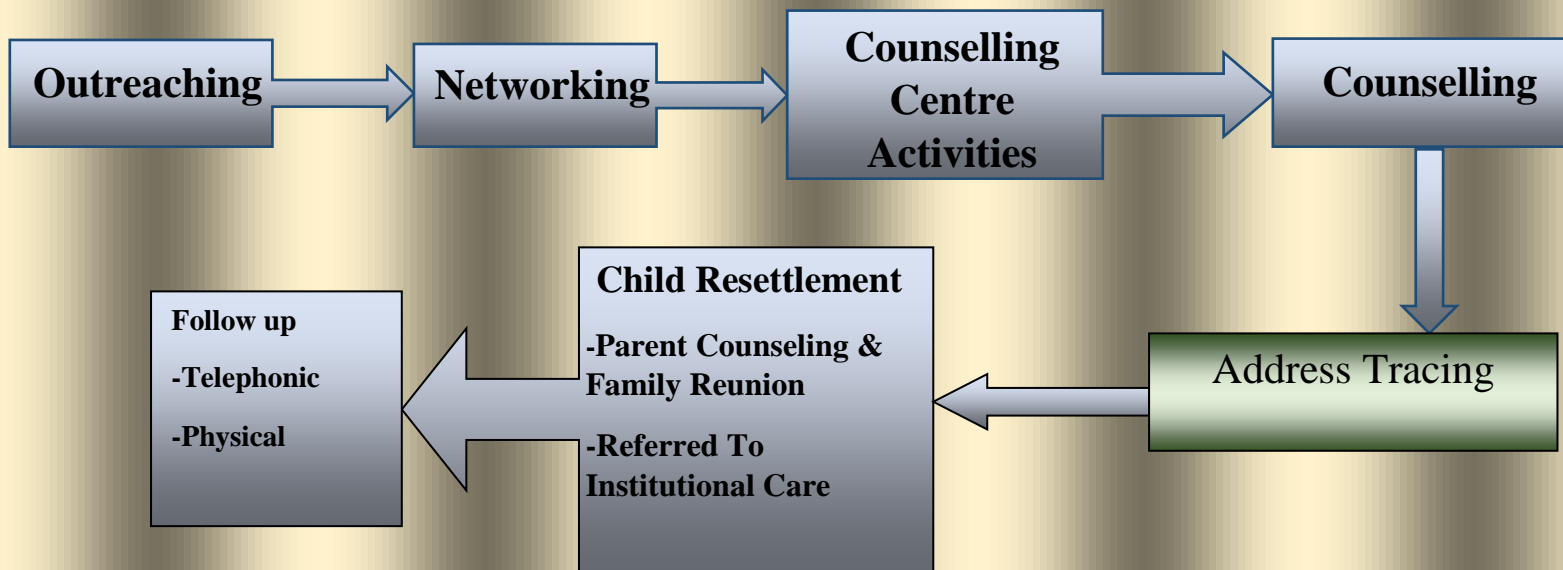 Outreaching
Networking
Counselling
Centre
Activities
Counselling
Address Tracing
Child Resettlement
-Parent Counseling &
Family Reunion
-Referred To
Institutional Care
Follow up
-Telephonic
-Physical